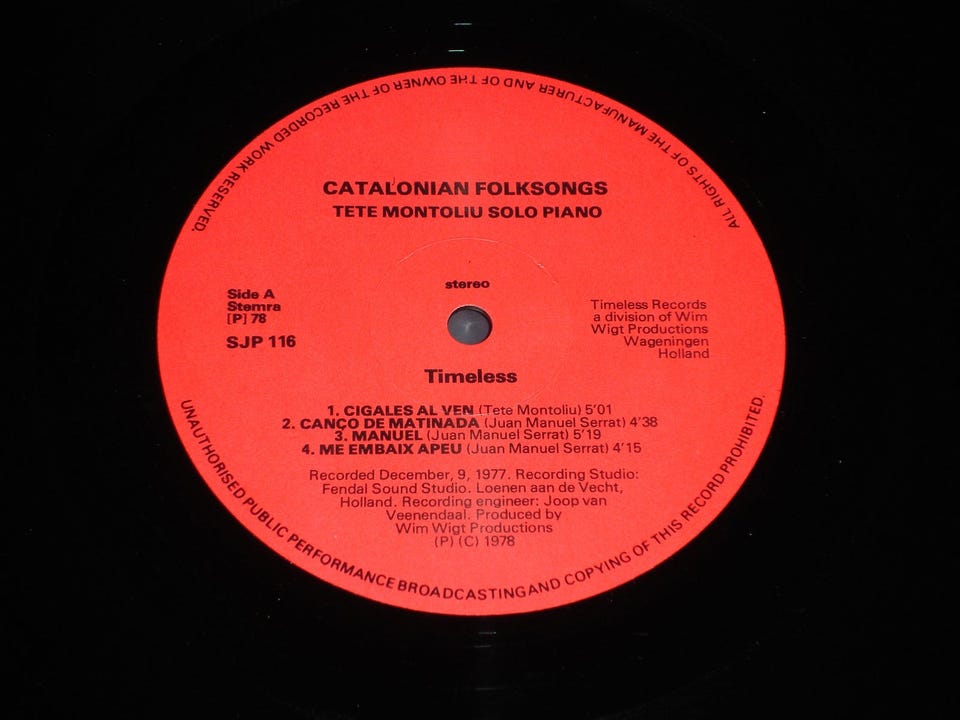 ALL RIGHTS OF THE MANUFACTURER AND OF THE OWNER OF THE RECORDED WORK RESERVED.
CATALONIAN FOLKSONGS
TETE MONTOLIU SOLO PIANO
stereo
Side A
Stemra
[P] 78
SJP 116
Timeless Records
a division of Wim
Wigt Productions
Wageningen
Holland
Timeless
1. CIGALES AL VEN (Tete Montoliu) 5'01
2. CANÇO DE MATINADA (Juan Manuel Serrat) 4'38
3. MANUEL (Juan Manuel Serrat) 5'19
4. ME EMBAIX APEU (Juan Manuel Serrat) 4'15
Recorded December, 9, 1977. Recording Studio:
Fendal Sound Studio. Loenen aan de Vecht,
Holland. Recording engineer: Joop van
Veenendaal. Produced by
Wim Wigt Productions
(P) (C) 1978
UNAUTHORISED PUBLIC PERFORMANCE BROADCASTINGAND COPYING OF THIS RECORD PROHIBITED.